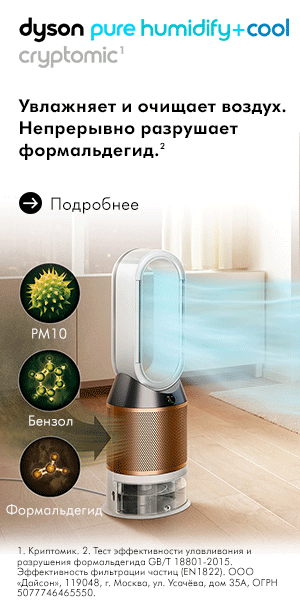 dyson pure humidify+cool
cryptomic¹
Увлажняет и очищает воздух.
Непрерывно разрушает
формальдегид.²
Подробнее
PM10
Бензол
Формальдегид
1. Криптомик. 2. Тест эффективности улавливания и
разрушения формальдегида GB/T 18801-2015.
Эффективность фильтрации частиц (EN1822). ООО
«Дайсон», 119048, г. Москва, ул. Усачёва, дом 35А, ОГРН
5077746465550.